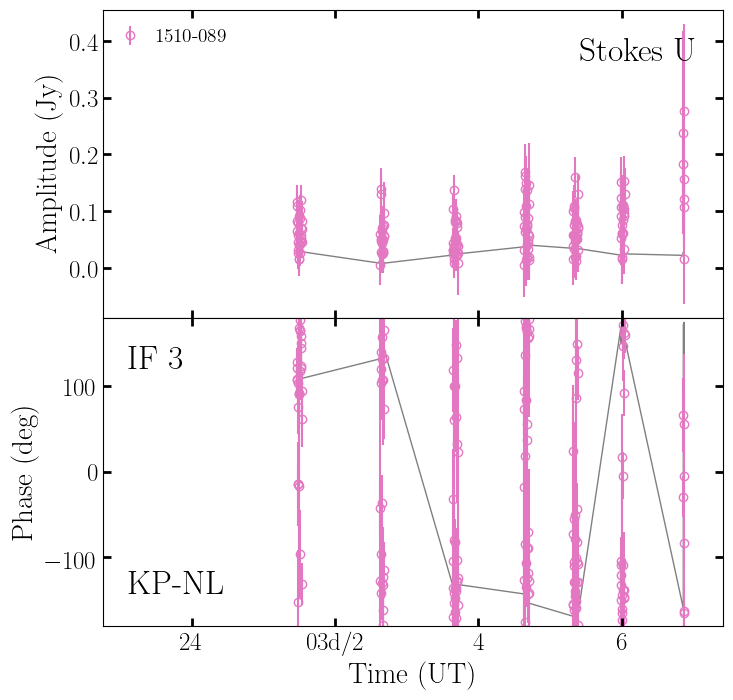 1510-089
Stokes U
0.4
0.3
0.2
0.1
0.0
Amplitude (Jy)
IF 3
100
0
−100
Phase (deg)
KP-NL
24 03d/2 4 6
Time (UT)